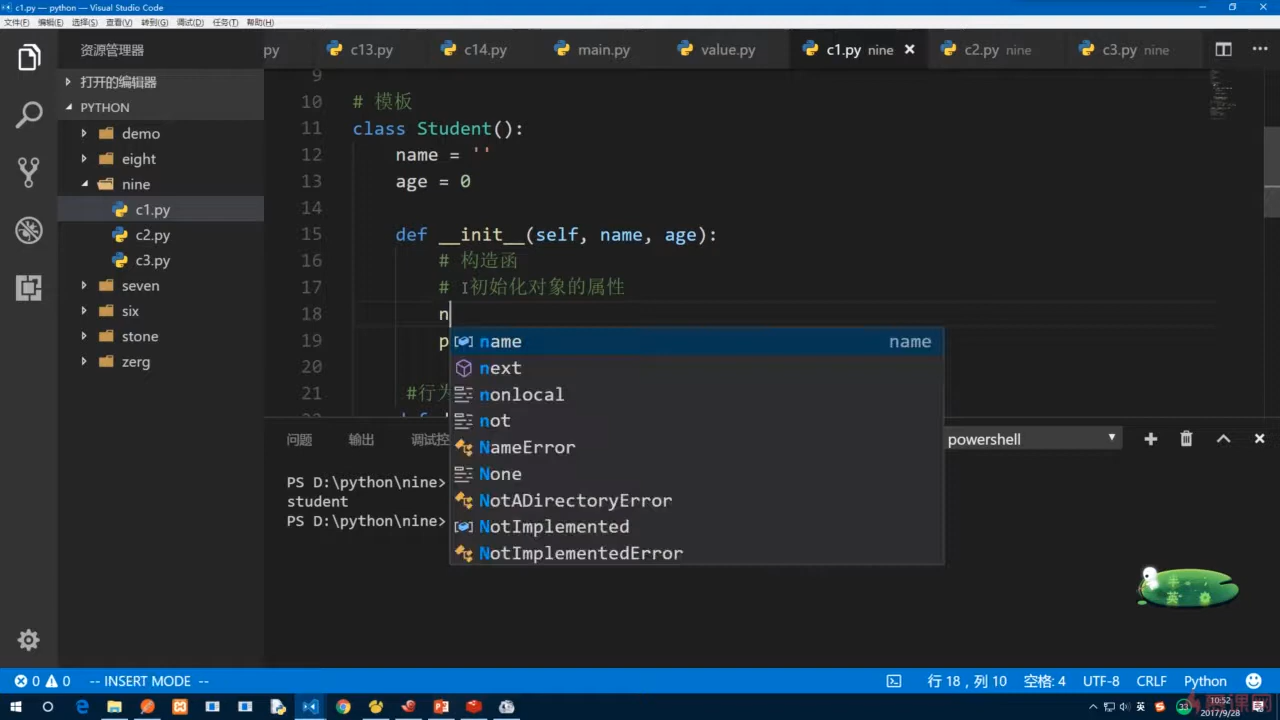 c1.py — python — Visual Studio Code
文件(F) 编辑(E) 选择(S) 查看(V) 转到(G) 调试(D) 任务(T) 帮助(H)
资源管理器
py c13.py c14.py main.py value.py c1.py nine c2.py nine c3.py nine
打开的编辑器
PYTHON
demo
eight
nine
c1.py
c2.py
c3.py
seven
six
stone
zerg
9
10 # 模板
11 class Student():
12 name = ''
13 age = 0
14
15 def __init__(self, name, age):
16 # 构造函
17 # 初始化对象的属性
18 n
19 p
20
21 #行为
name name
next
nonlocal
not
NameError
None
NotADirectoryError
NotImplemented
NotImplementedError
问题 输出 调试控 powershell
PS D:\python\nine>
student
PS D:\python\nine>
0 0 -- INSERT MODE -- 行 18，列 10 空格: 4 UTF-8 CRLF Python
英 33 10:52
2017/9/28